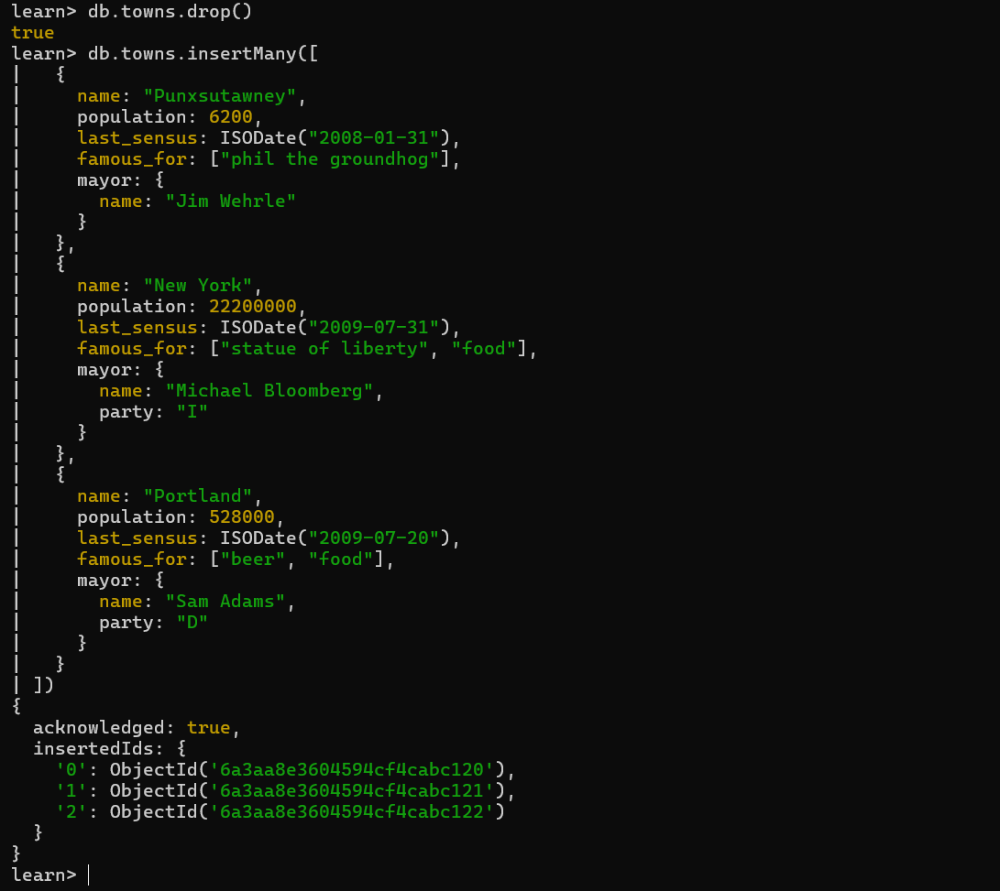 learn> db.towns.drop()
true
learn> db.towns.insertMany([
|   {
|     name: "Punxsutawney",
|     population: 6200,
|     last_sensus: ISODate("2008-01-31"),
|     famous_for: ["phil the groundhog"],
|     mayor: {
|       name: "Jim Wehrle"
|     }
|   },
|   {
|     name: "New York",
|     population: 22200000,
|     last_sensus: ISODate("2009-07-31"),
|     famous_for: ["statue of liberty", "food"],
|     mayor: {
|       name: "Michael Bloomberg",
|       party: "I"
|     }
|   },
|   {
|     name: "Portland",
|     population: 528000,
|     last_sensus: ISODate("2009-07-20"),
|     famous_for: ["beer", "food"],
|     mayor: {
|       name: "Sam Adams",
|       party: "D"
|     }
|   }
| ])
{
  acknowledged: true,
  insertedIds: {
    '0': ObjectId('6a3aa8e3604594cf4cabc120'),
    '1': ObjectId('6a3aa8e3604594cf4cabc121'),
    '2': ObjectId('6a3aa8e3604594cf4cabc122')
  }
}
learn>